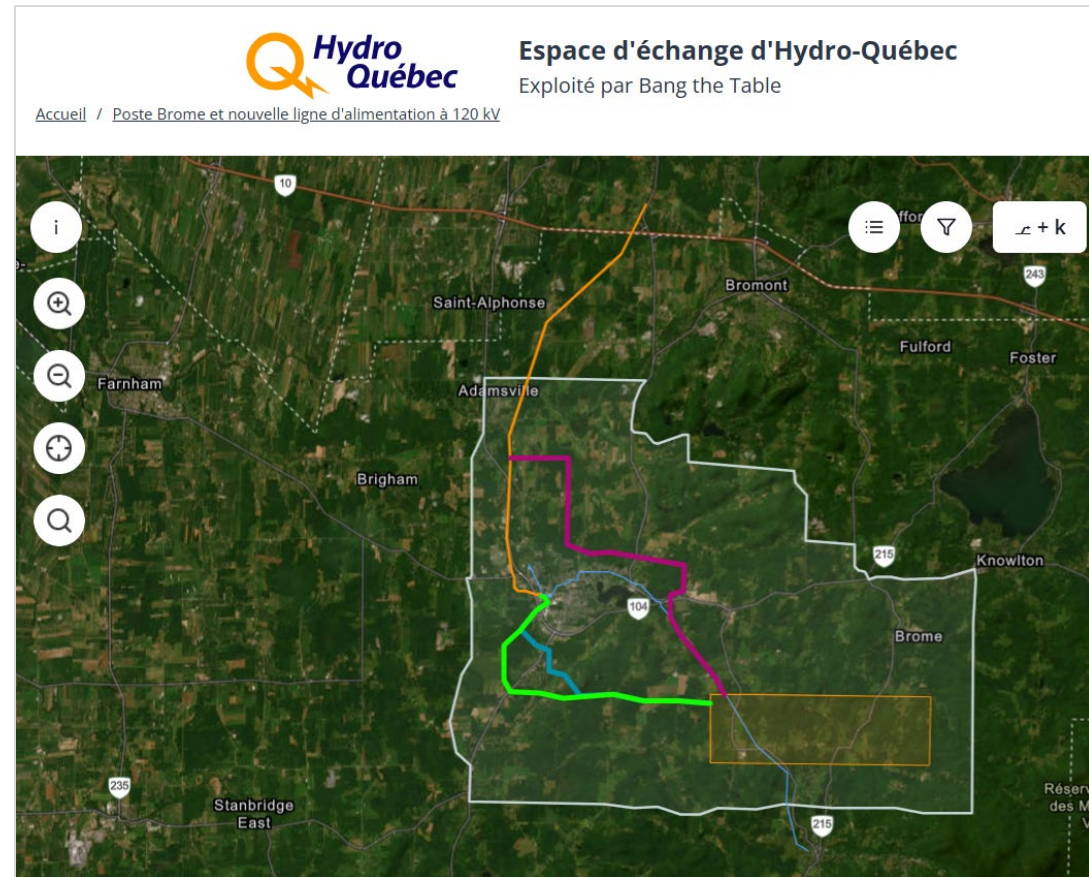 Hydro
Québec
Espace d'échange d'Hydro-Québec
Exploité par Bang the Table
Accueil / Poste Brome et nouvelle ligne d'alimentation à 120 kV
10
i
ffor
+ k
243
Bromont
Saint-Alphonse
Fulford
Foster
Farnham
Adamsville
Brigham
215
Knowlton
104
Brome
235
Stanbridge
East
Réserv
des M
V
215